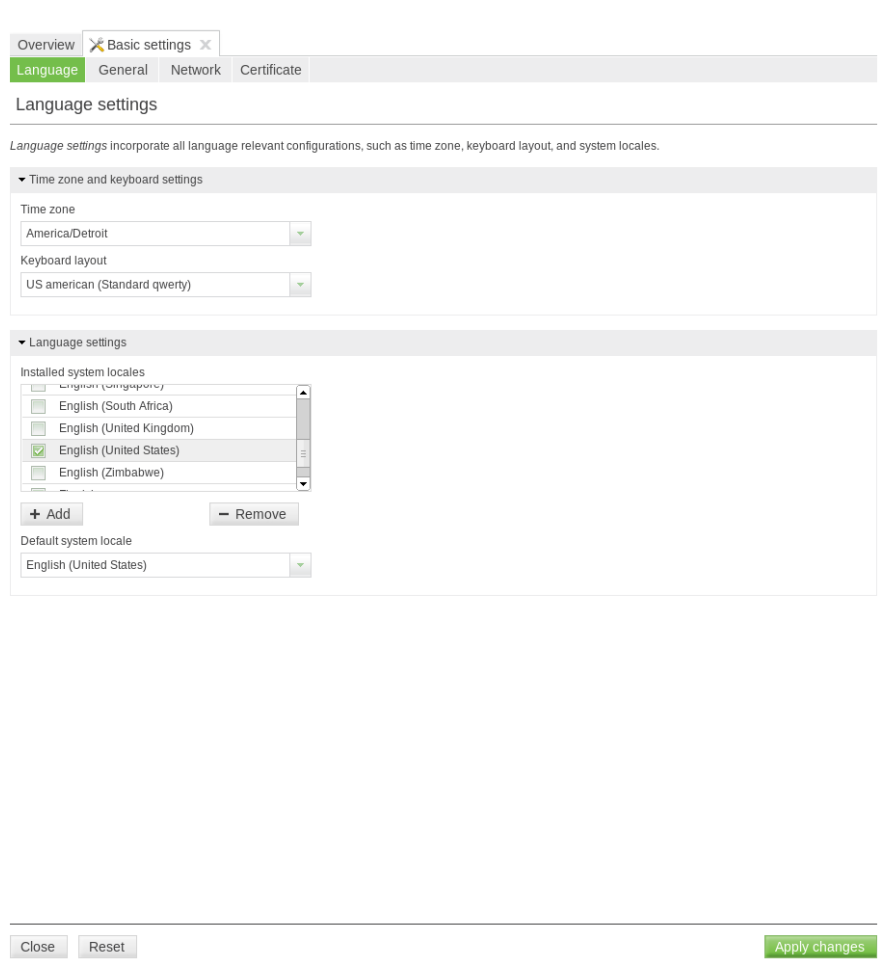 Overview Basic settings
Language General Network Certificate
Language settings
Language settings incorporate all language relevant configurations, such as time zone, keyboard layout, and system locales.
Time zone and keyboard settings
Time zone
America/Detroit
Keyboard layout
US american (Standard qwerty)
Language settings
Installed system locales
English (Singapore)
English (South Africa)
English (United Kingdom)
English (United States)
English (Zimbabwe)
Add Remove
Default system locale
English (United States)
Close Reset Apply changes